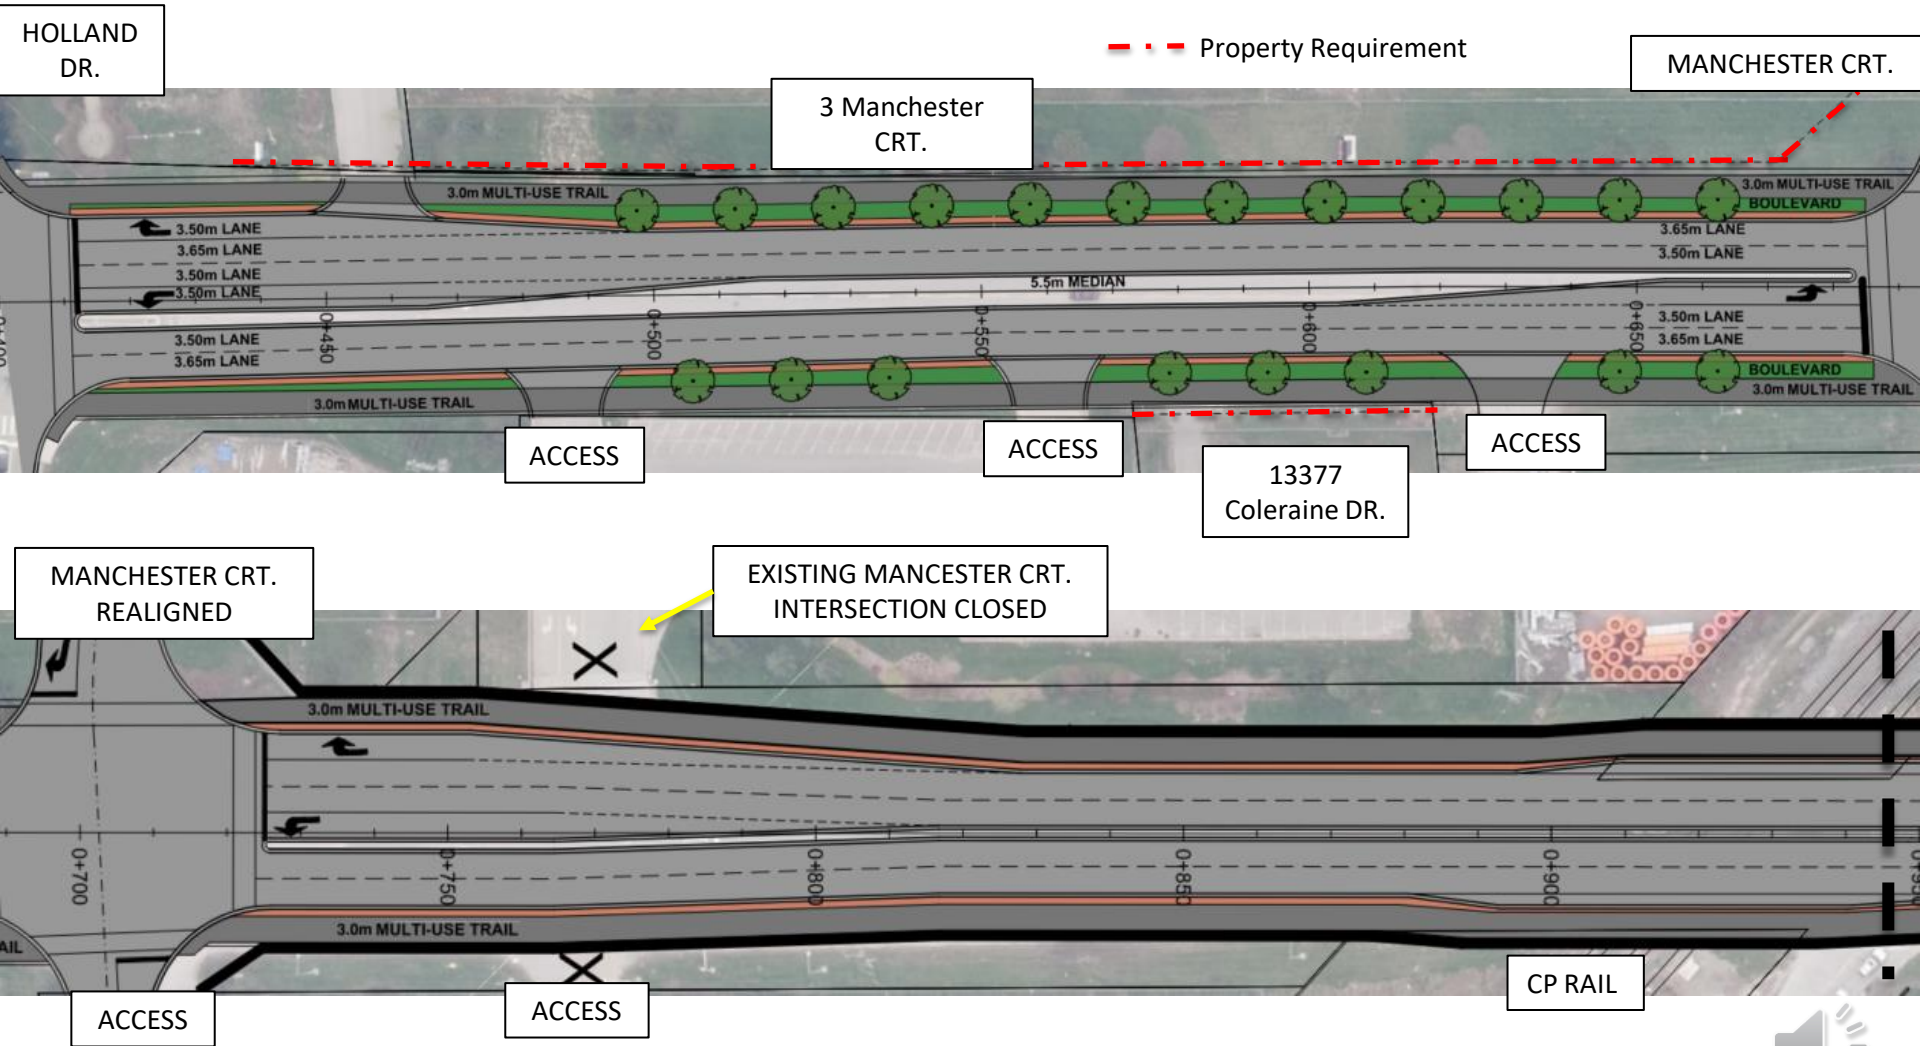 HOLLAND
DR.
Property Requirement
MANCHESTER CRT.
3 Manchester
CRT.
3.0m MULTI-USE TRAIL
3.0m MULTI-USE TRAIL
BOULEVARD
3.50m LANE
3.65m LANE
3.50m LANE
3.50m LANE
3.65m LANE
3.50m LANE
5.5m MEDIAN
0+400
0+450
0+500
0+550
0+600
0+650
3.50m LANE
3.65m LANE
3.50m LANE
3.65m LANE
BOULEVARD
3.0m MULTI-USE TRAIL
3.0m MULTI-USE TRAIL
ACCESS
ACCESS
ACCESS
13377
Coleraine DR.
MANCHESTER CRT.
REALIGNED
EXISTING MANCESTER CRT.
INTERSECTION CLOSED
X
3.0m MULTI-USE TRAIL
0+700
0+750
0+800
0+850
0+900
0+950
3.0m MULTI-USE TRAIL
AIL
X
ACCESS
ACCESS
CP RAIL